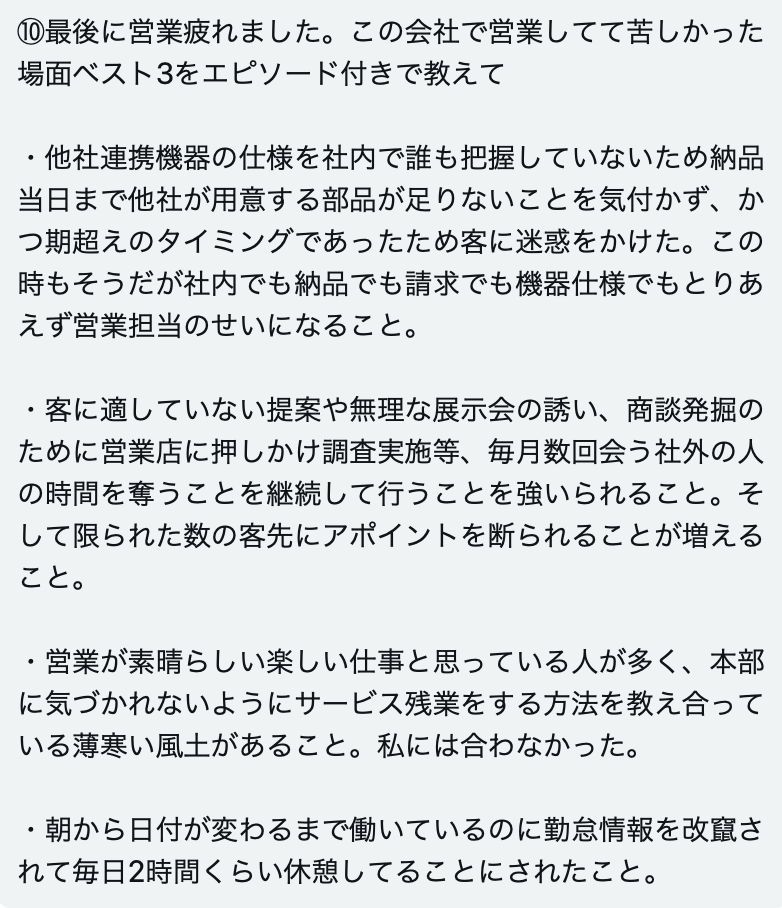 ⑩最後に営業疲れました。この会社で営業してて苦しかった
場面ベスト3をエピソード付きで教えて
・他社連携機器の仕様を社内で誰も把握していないため納品
当日まで他社が用意する部品が足りないことを気付かず、か
つ期超えのタイミングであったため客に迷惑をかけた。この
時もそうだが社内でも納品でも請求でも機器仕様でもとりあ
えず営業担当のせいになること。
・客に適していない提案や無理な展示会の誘い、商談発掘の
ために営業店に押しかけ調査実施等、毎月数回会う社外の人
の時間を奪うことを継続して行うことを強いられること。そ
して限られた数の客先にアポイントを断られることが増える
こと。
・営業が素晴らしい楽しい仕事と思っている人が多く、本部
に気づかれないようにサービス残業をする方法を教え合って
いる薄寒い風土があること。私には合わなかった。
・朝から日付が変わるまで働いているのに勤怠情報を改竄さ
れて毎日2時間くらい休憩してることにされたこと。